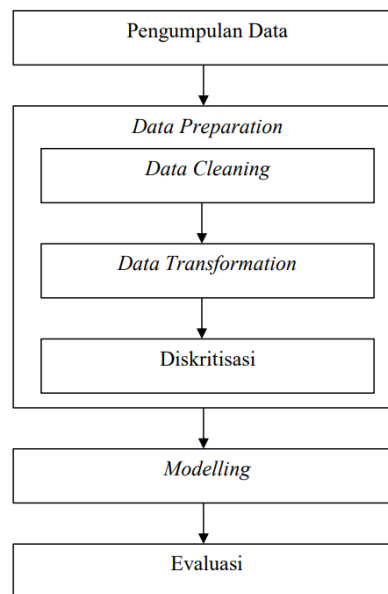 Pengumpulan Data
Data Preparation
Data Cleaning
Data Transformation
Diskritisasi
Modelling
Evaluasi